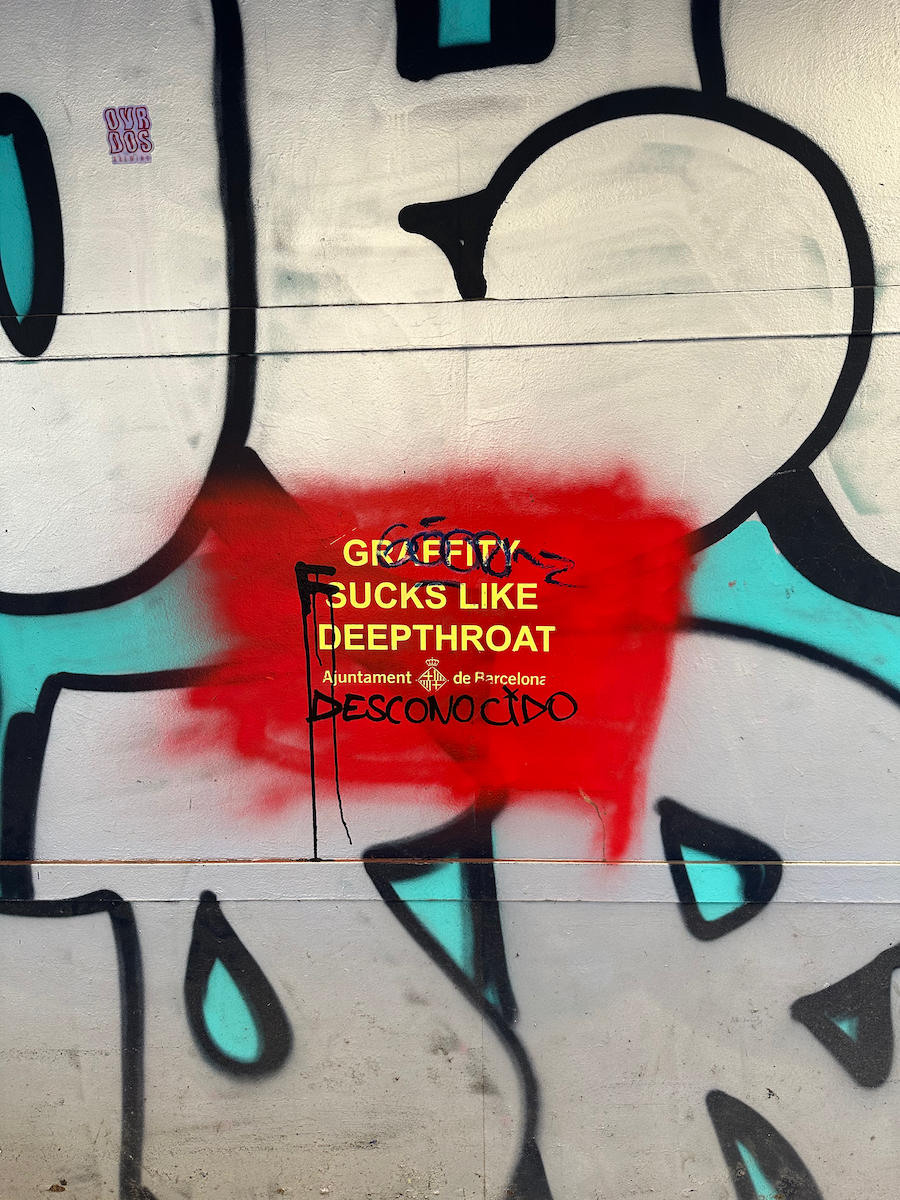 OVR
DOS
GRAFFITY
SUCKS LIKE
DEEPTHROAT
Ajuntament de Barcelona
DESCONOCIDO